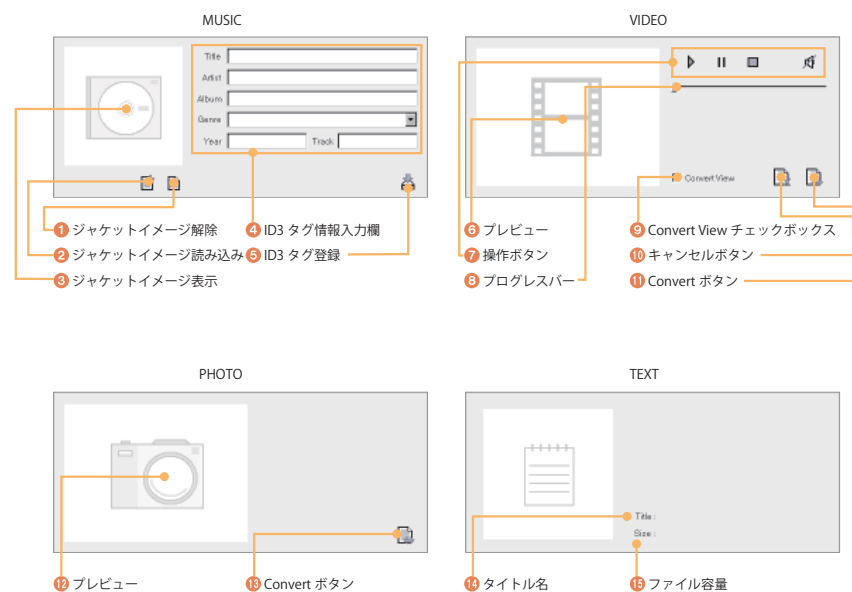 MUSIC
Title
Artist
Album
Genre
Year Track
1 ジャケットイメージ解除
2 ジャケットイメージ読み込み
3 ジャケットイメージ表示
4 ID3 タグ情報入力欄
5 ID3 タグ登録
VIDEO
Convert View
6 プレビュー
7 操作ボタン
8 プログレスバー
9 Convert View チェックボックス
10 キャンセルボタン
11 Convert ボタン
PHOTO
12 プレビュー
13 Convert ボタン
TEXT
Title :
Size :
14 タイトル名
15 ファイル容量